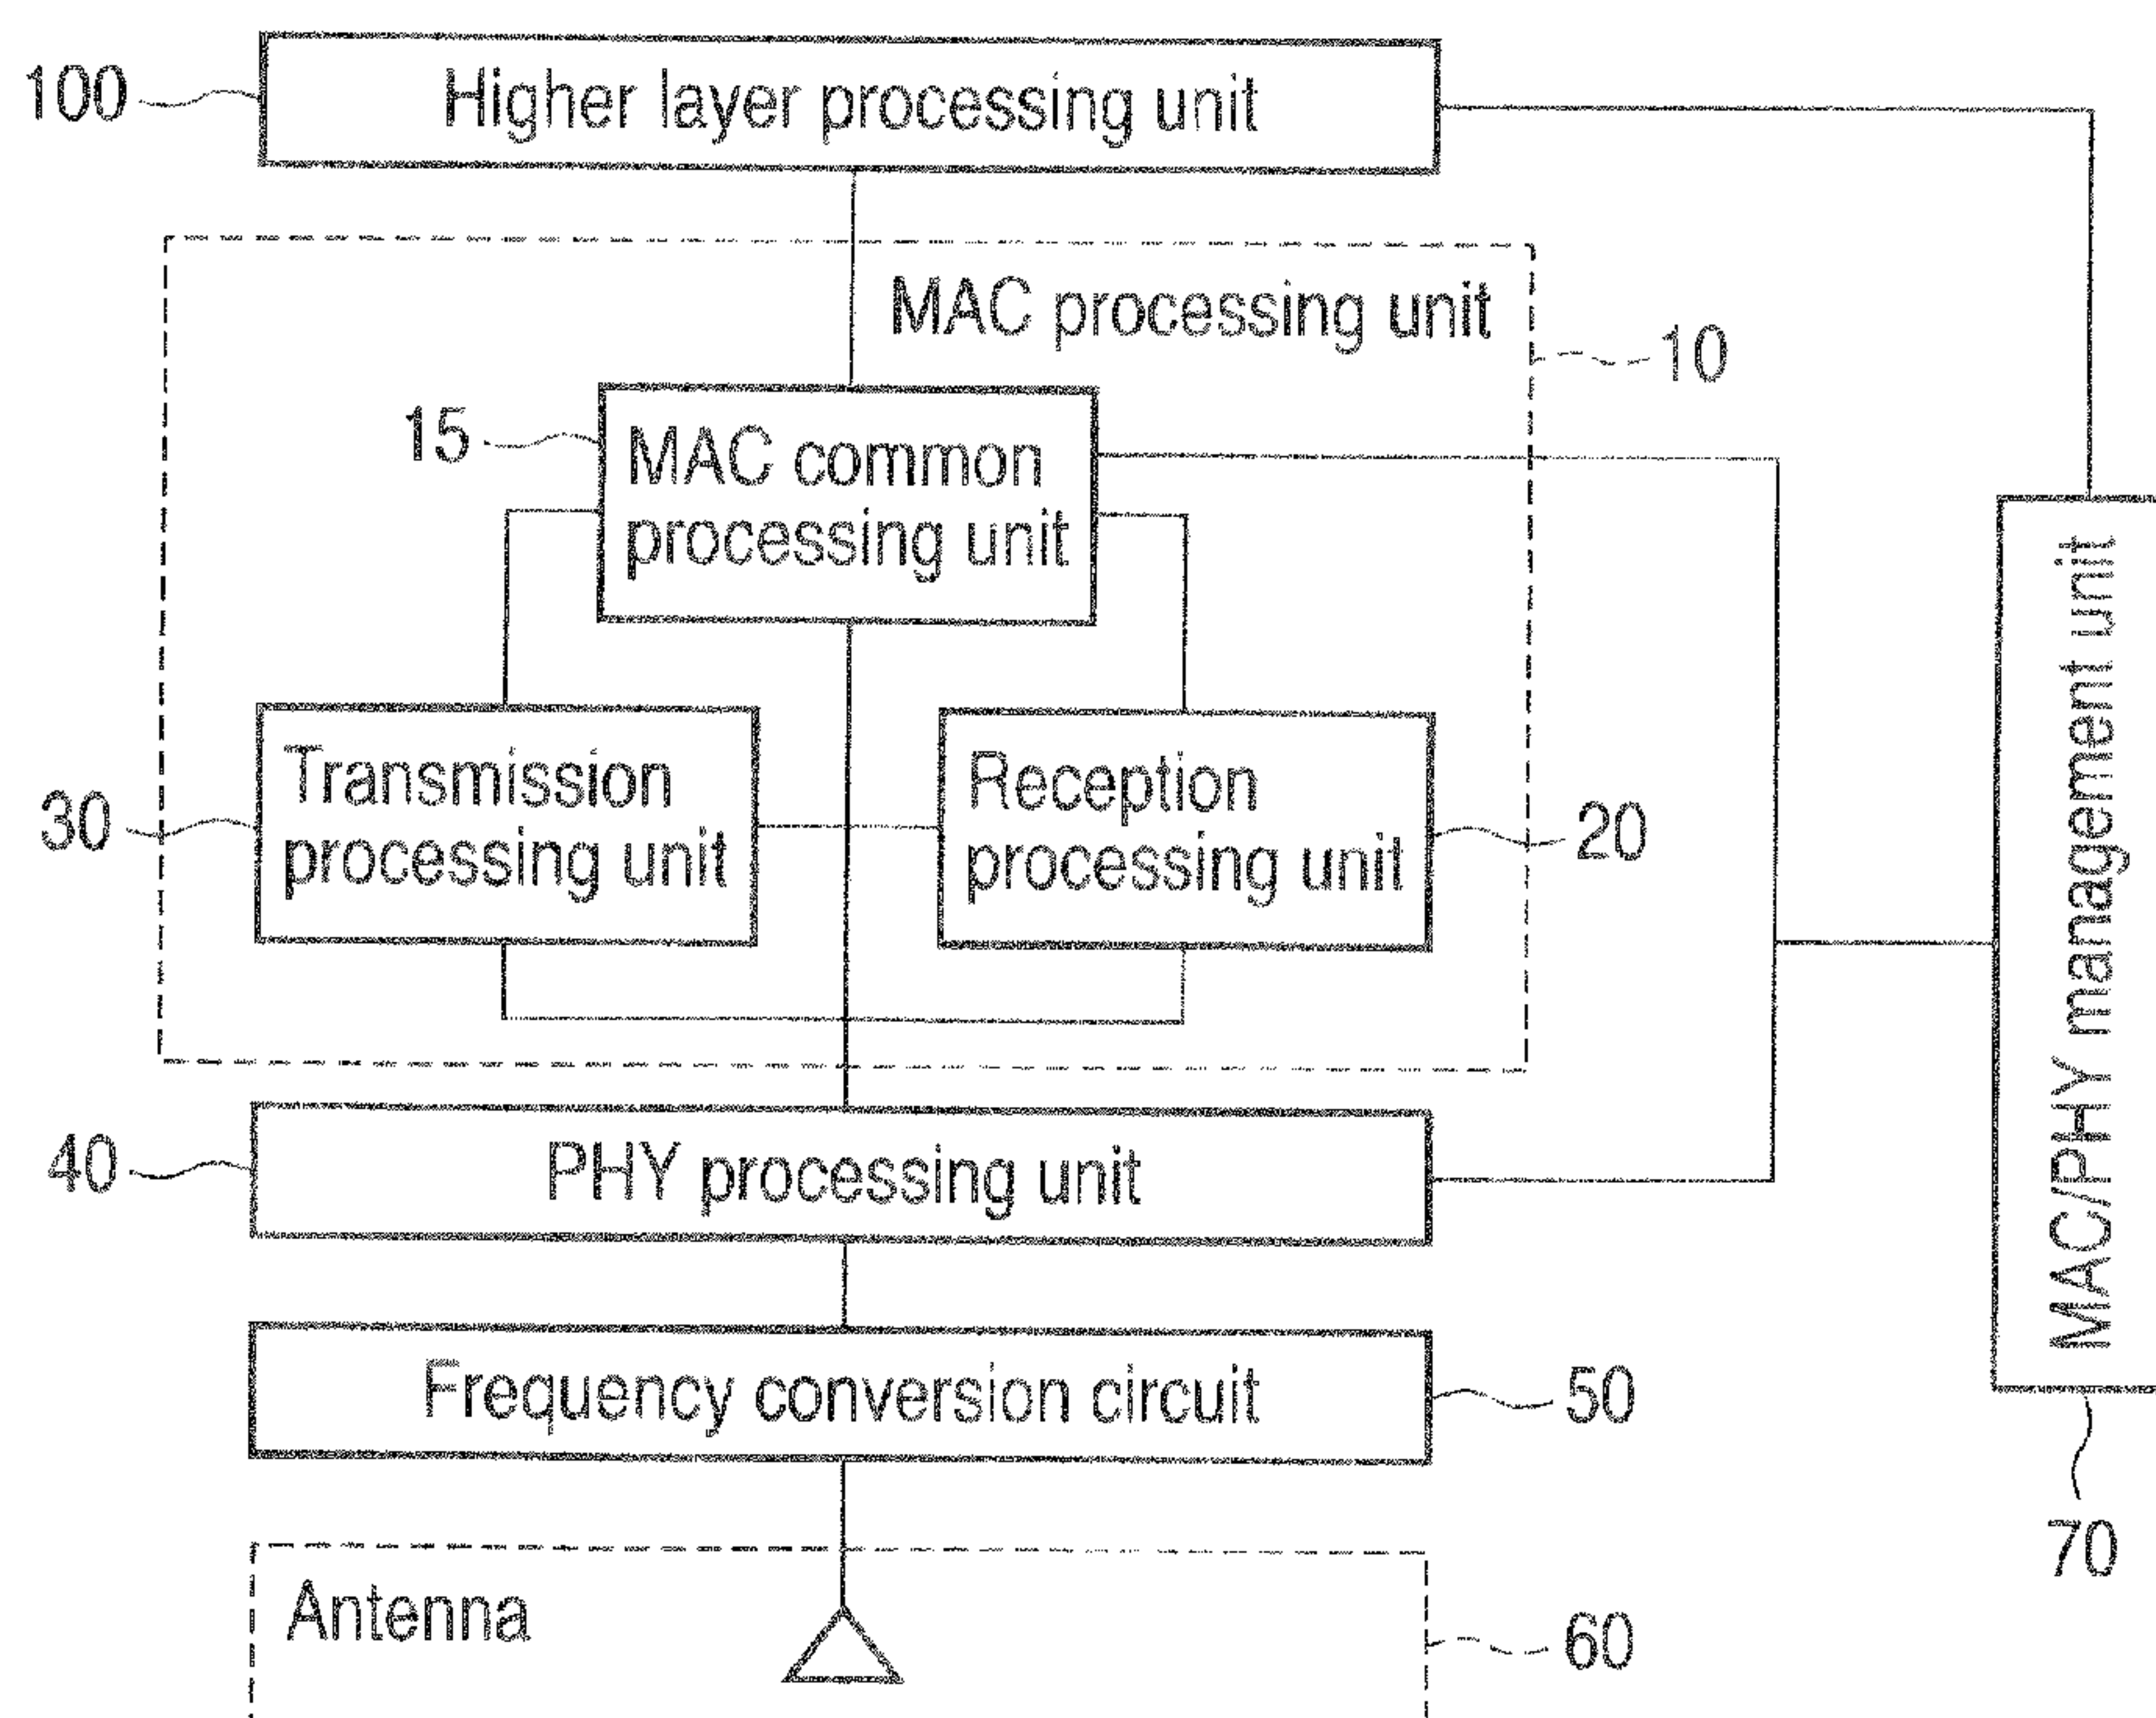 100
Higher layer processing unit
MAC processing unit
10
15
MAC common
processing unit
30
Transmission
processing unit
Reception
processing unit
20
MAC/PHY management unit
40
PHY processing unit
Frequency conversion circuit
50
70
Antenna
60